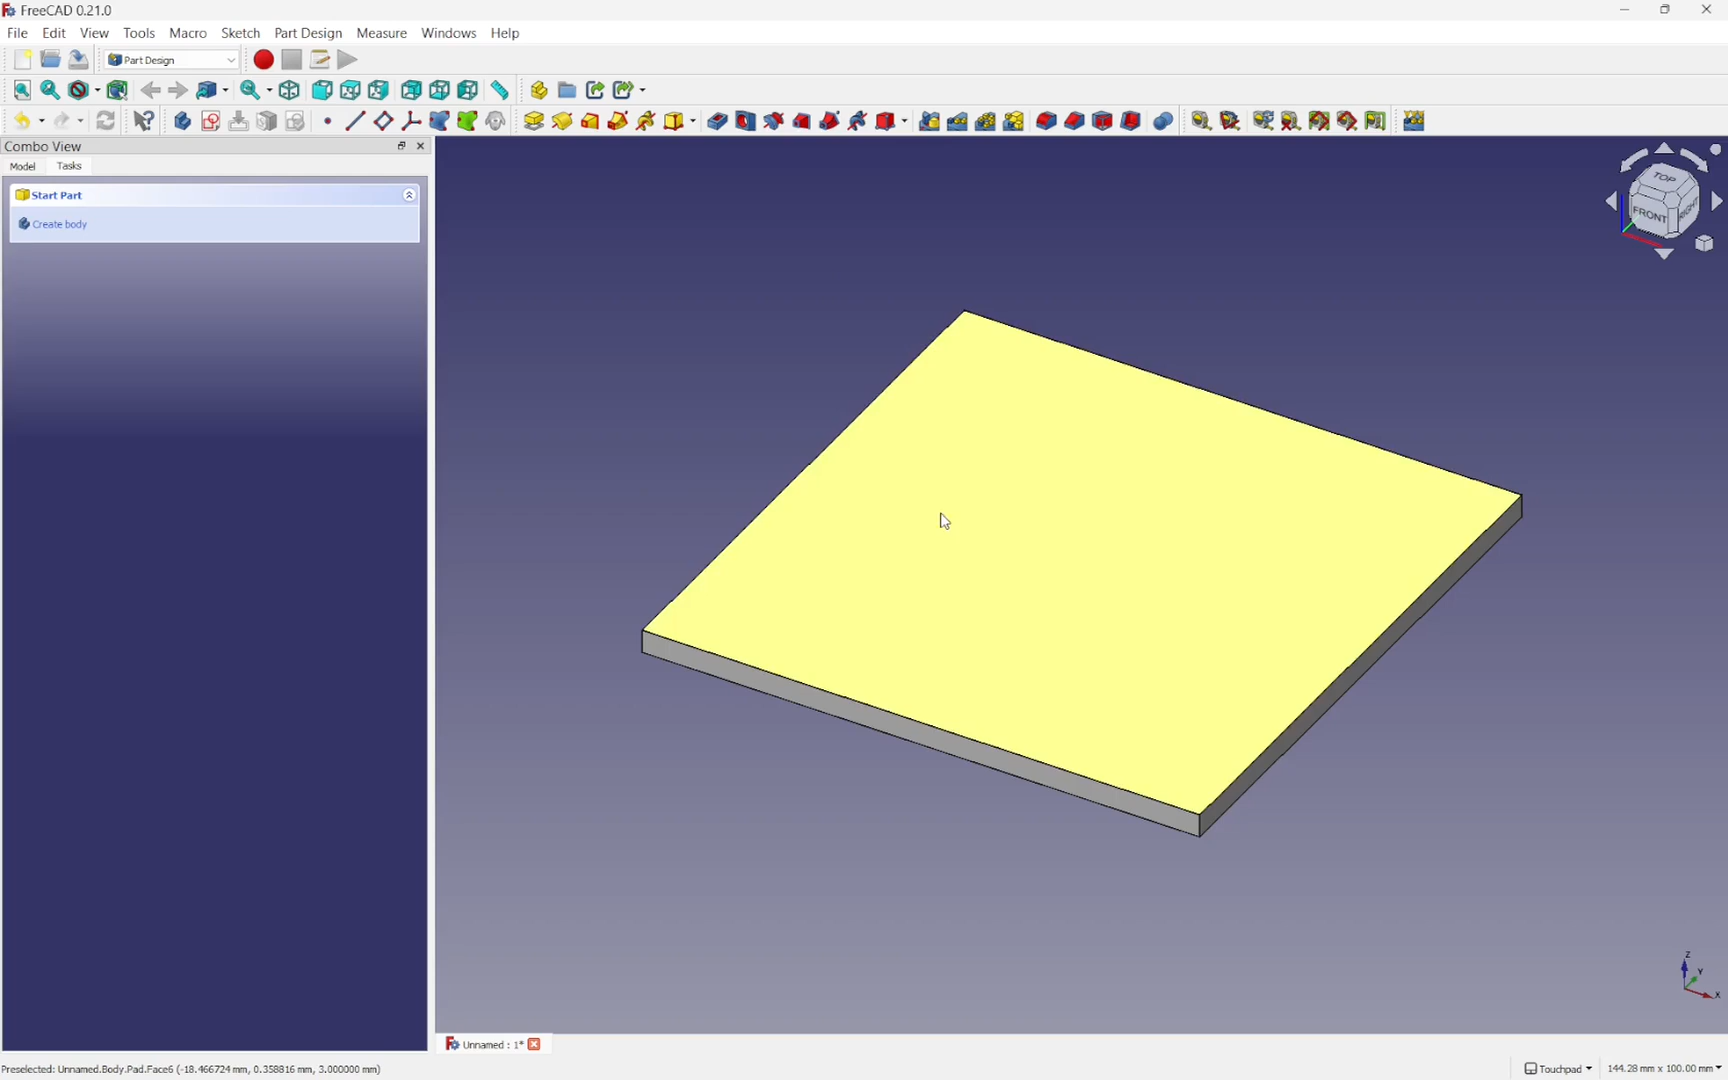 FreeCAD 0.21.0
File Edit View Tools Macro Sketch Part Design Measure Windows Help
Part Design
Combo View
Model Tasks
Start Part
Create body
TOP
FRONT RIGHT
Z
Y
X
Unnamed : 1*
Preselected: Unnamed.Body.Pad.Face6 (-18.466724 mm, 0.358816 mm, 3.000000 mm) Touchpad 144.28 mm x 100.00 mm